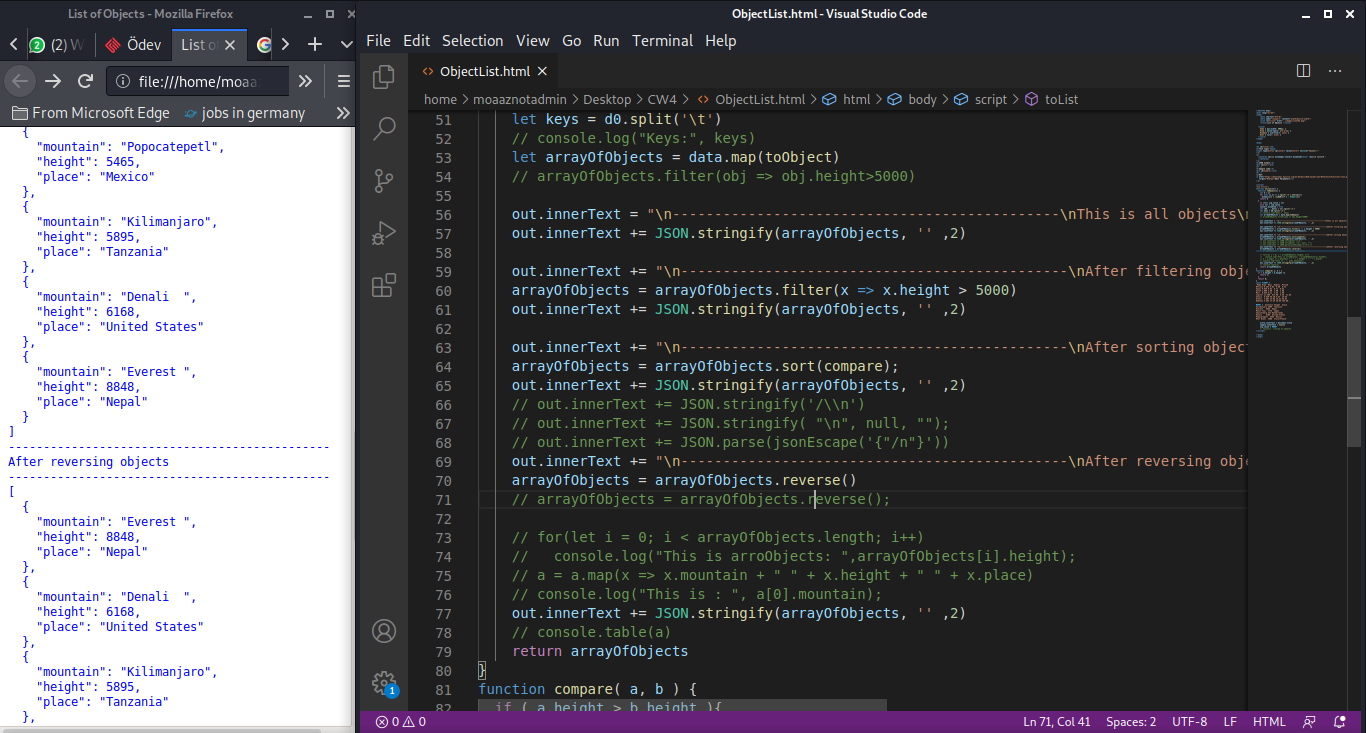 List of Objects - Mozilla Firefox
(2) W
Ödev
List o
file:///home/moaa
From Microsoft Edge
jobs in germany
{
"mountain": "Popocatepetl",
"height": 5465,
"place": "Mexico"
},
{
"mountain": "Kilimanjaro",
"height": 5895,
"place": "Tanzania"
},
{
"mountain": "Denali  ",
"height": 6168,
"place": "United States"
},
{
"mountain": "Everest ",
"height": 8848,
"place": "Nepal"
}
]
----------------------------------------------
After reversing objects
----------------------------------------------
[
{
"mountain": "Everest ",
"height": 8848,
"place": "Nepal"
},
{
"mountain": "Denali  ",
"height": 6168,
"place": "United States"
},
{
"mountain": "Kilimanjaro",
"height": 5895,
"place": "Tanzania"
},
ObjectList.html - Visual Studio Code
File Edit Selection View Go Run Terminal Help
<> ObjectList.html ×
home > moaaznotadmin > Desktop > CW4 > <> ObjectList.html > html > body > script > toList
51 let keys = d0.split('\t')
52 // console.log("Keys:", keys)
53 let arrayOfObjects = data.map(toObject)
54 // arrayOfObjects.filter(obj => obj.height>5000)
55
56 out.innerText = "\n----------------------------------------------\nThis is all objects\n
57 out.innerText += JSON.stringify(arrayOfObjects, '' ,2)
58
59 out.innerText += "\n----------------------------------------------\nAfter filtering obj
60 arrayOfObjects = arrayOfObjects.filter(x => x.height > 5000)
61 out.innerText += JSON.stringify(arrayOfObjects, '' ,2)
62
63 out.innerText += "\n----------------------------------------------\nAfter sorting objec
64 arrayOfObjects = arrayOfObjects.sort(compare);
65 out.innerText += JSON.stringify(arrayOfObjects, '' ,2)
66 // out.innerText += JSON.stringify('/\\n')
67 // out.innerText += JSON.stringify( "\n", null, "");
68 // out.innerText += JSON.parse(jsonEscape('{"/n"}'))
69 out.innerText += "\n----------------------------------------------\nAfter reversing obj
70 arrayOfObjects = arrayOfObjects.reverse()
71 // arrayOfObjects = arrayOfObjects.reverse();
72
73 // for(let i = 0; i < arrayOfObjects.length; i++)
74 //   console.log("This is arroObjects: ",arrayOfObjects[i].height);
75 // a = a.map(x => x.mountain + " " + x.height + " " + x.place)
76 // console.log("This is : ", a[0].mountain);
77 out.innerText += JSON.stringify(arrayOfObjects, '' ,2)
78 // console.table(a)
79 return arrayOfObjects
80 }
81 function compare( a, b ) {
82 if ( a.height > b.height ){
1
0 0
Ln 71, Col 41 Spaces: 2 UTF-8 LF HTML